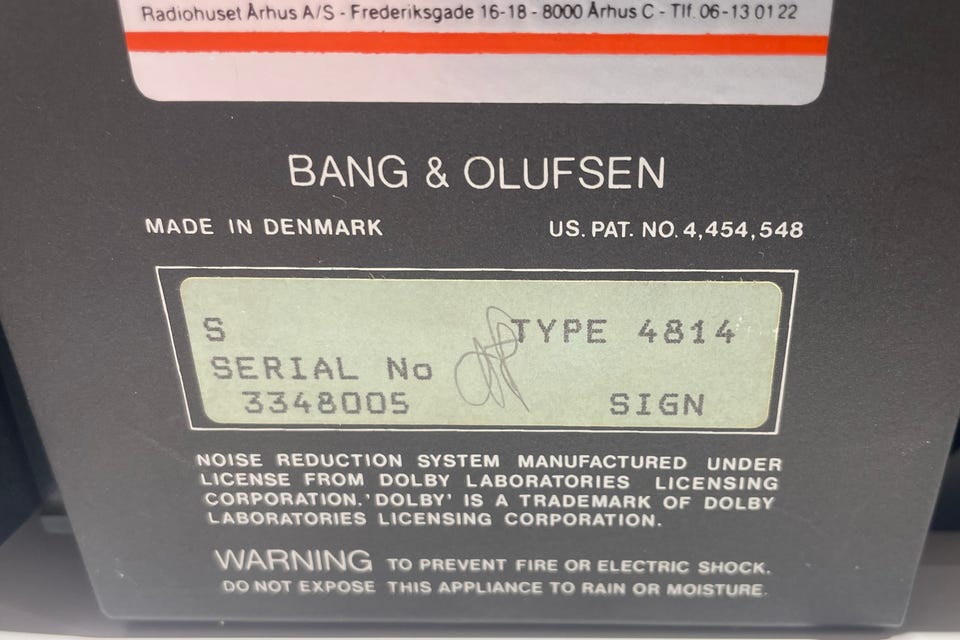 Radiohuset Århus A/S - Frederiksgade 16-18 - 8000 Århus C - Tlf. 06-13 01 22
BANG & OLUFSEN
MADE IN DENMARK US. PAT. NO. 4,454,548
S TYPE 4814
SERIAL No
3348005 SIGN
NOISE REDUCTION SYSTEM MANUFACTURED UNDER
LICENSE FROM DOLBY LABORATORIES LICENSING
CORPORATION.'DOLBY' IS A TRADEMARK OF DOLBY
LABORATORIES LICENSING CORPORATION.
WARNING TO PREVENT FIRE OR ELECTRIC SHOCK.
DO NOT EXPOSE THIS APPLIANCE TO RAIN OR MOISTURE.